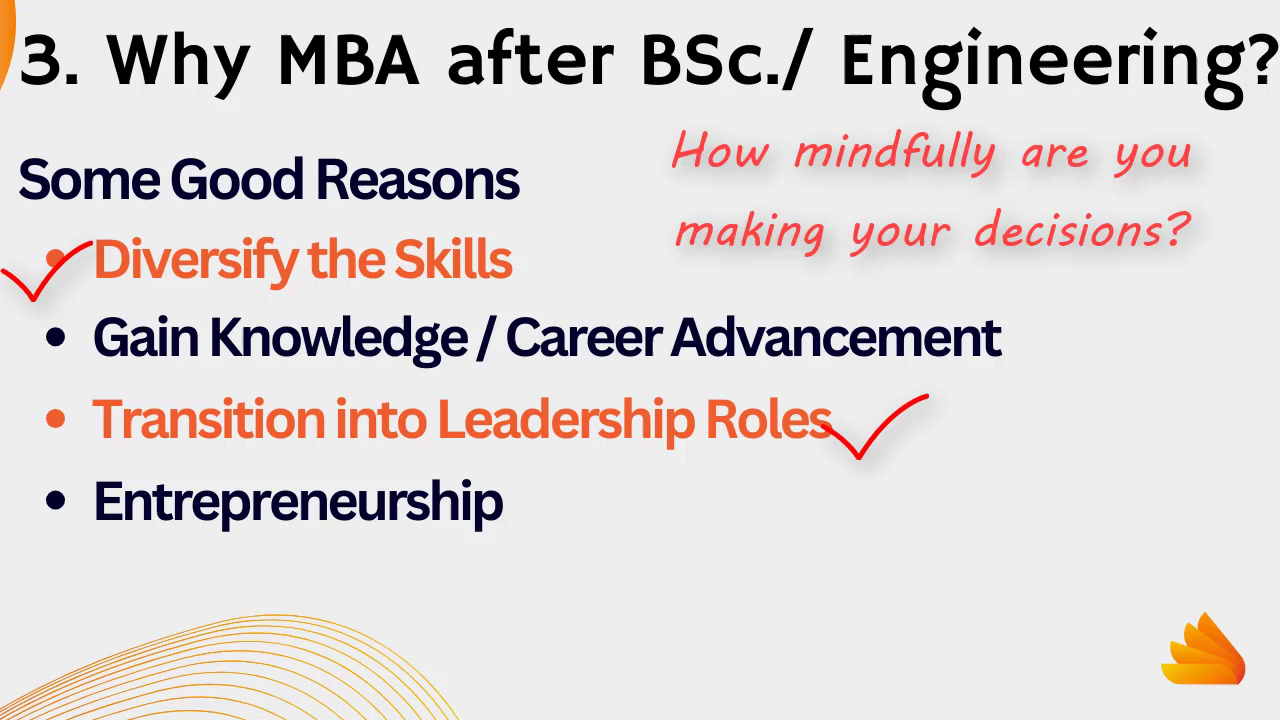 3. Why MBA after BSc./ Engineering?
How mindfully are you
making your decisions?
Some Good Reasons
• Diversify the Skills
• Gain Knowledge / Career Advancement
• Transition into Leadership Roles
• Entrepreneurship